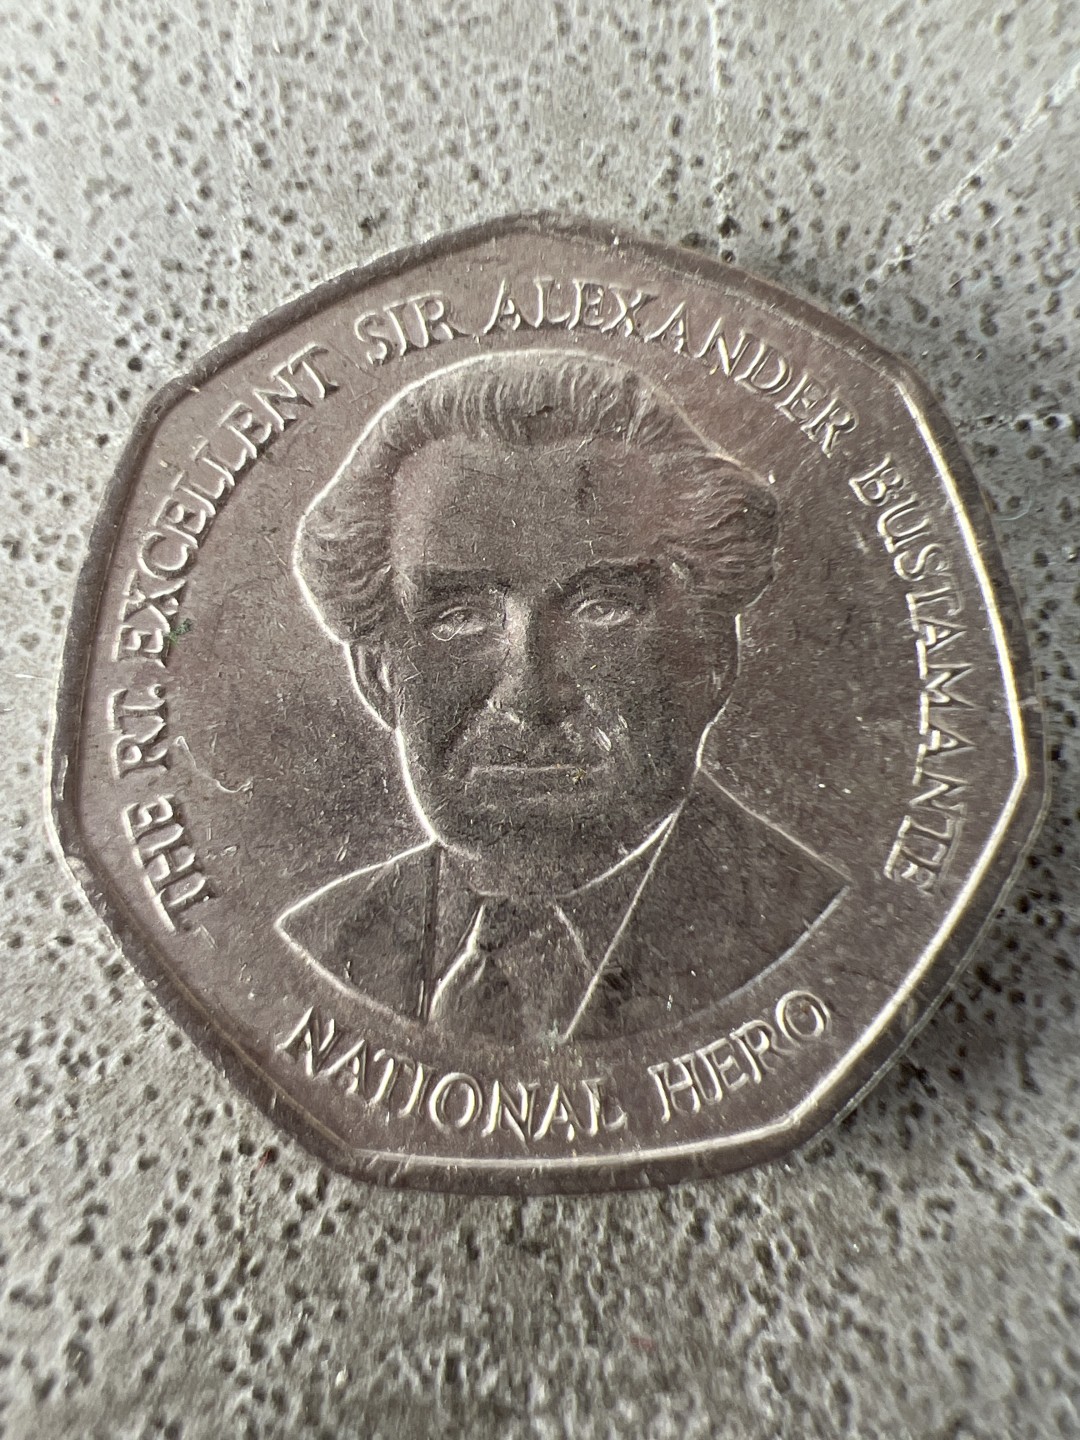 THE RT. EXCELLENT SIR ALEXANDER BUSTAMANTE
NATIONAL HERO